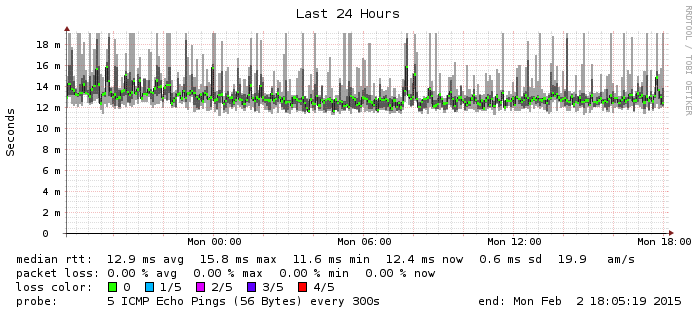 Last 24 Hours
RRDTOOL / TOBI OETIKER
Seconds
18 m
16 m
14 m
12 m
10 m
8 m
6 m
4 m
2 m
0
Mon 00:00 Mon 06:00 Mon 12:00 Mon 18:00
median rtt: 12.9 ms avg 15.8 ms max 11.6 ms min 12.4 ms now 0.6 ms sd 19.9 am/s
packet loss: 0.00 % avg 0.00 % max 0.00 % min 0.00 % now
loss color: 0 1/5 2/5 3/5 4/5
probe: 5 ICMP Echo Pings (56 Bytes) every 300s end: Mon Feb 2 18:05:19 2015